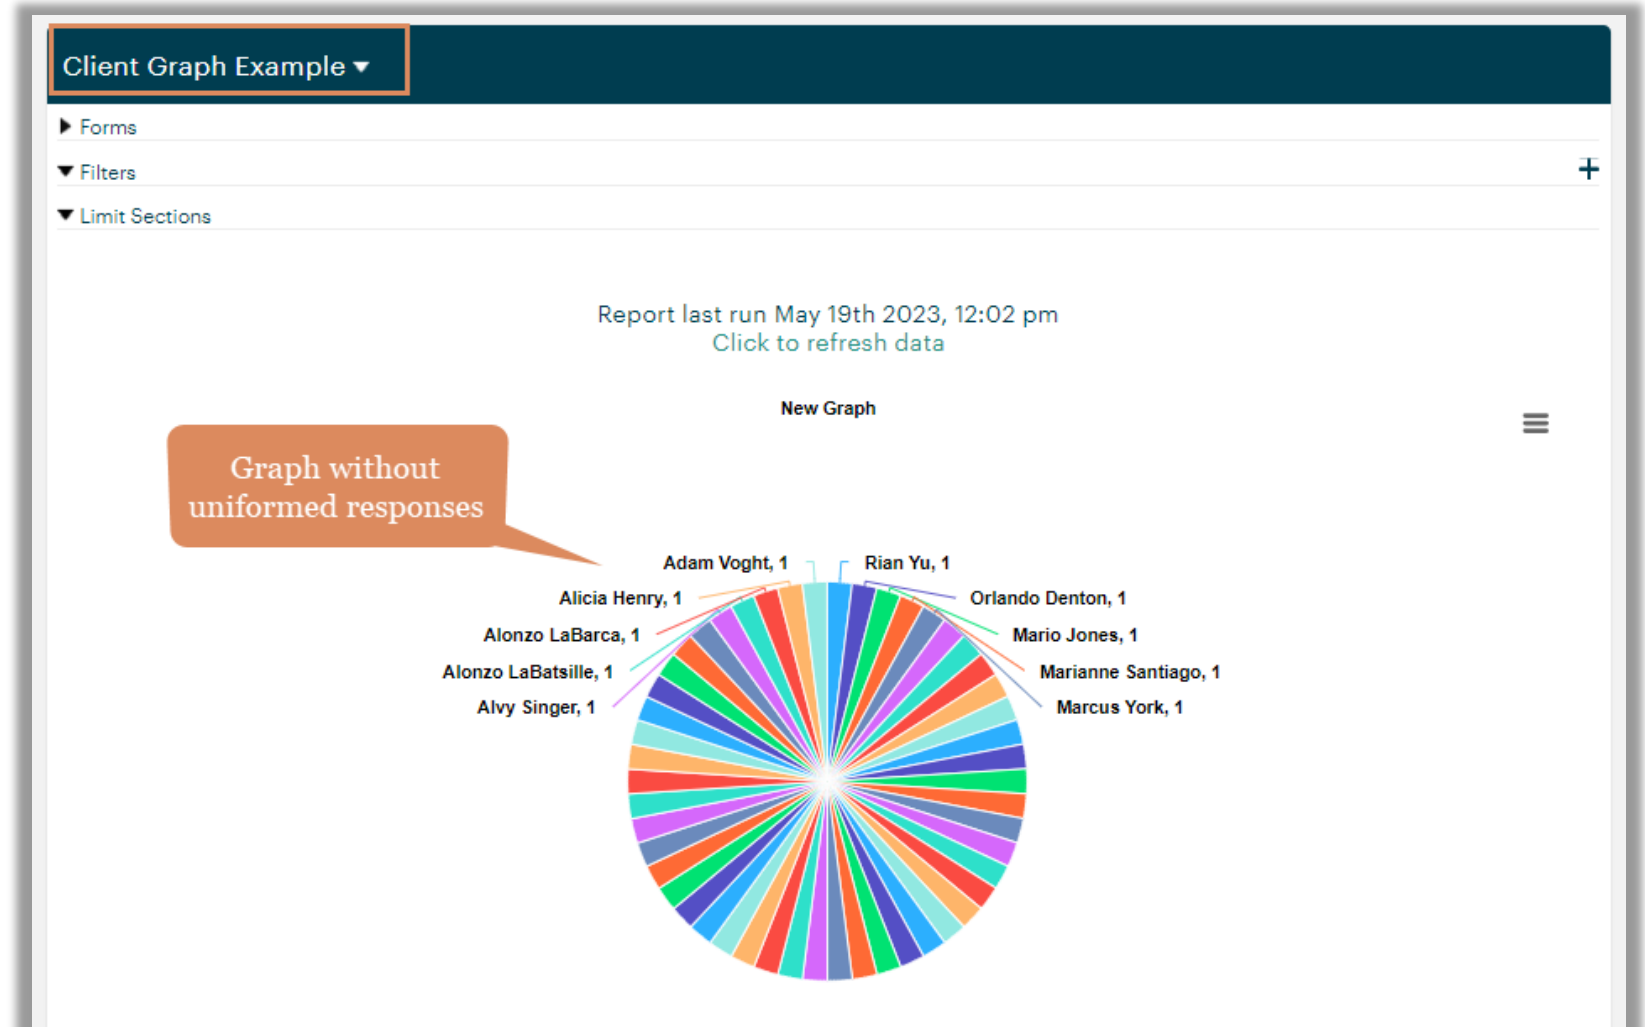 Client Graph Example
Forms
Filters
Limit Sections
Report last run May 19th 2023, 12:02 pm
Click to refresh data
New Graph
Graph without
uniformed responses
Adam Voght, 1
Rian Yu, 1
Alicia Henry, 1
Orlando Denton, 1
Alonzo LaBarca, 1
Mario Jones, 1
Alonzo LaBatsille, 1
Marianne Santiago, 1
Alvy Singer, 1
Marcus York, 1